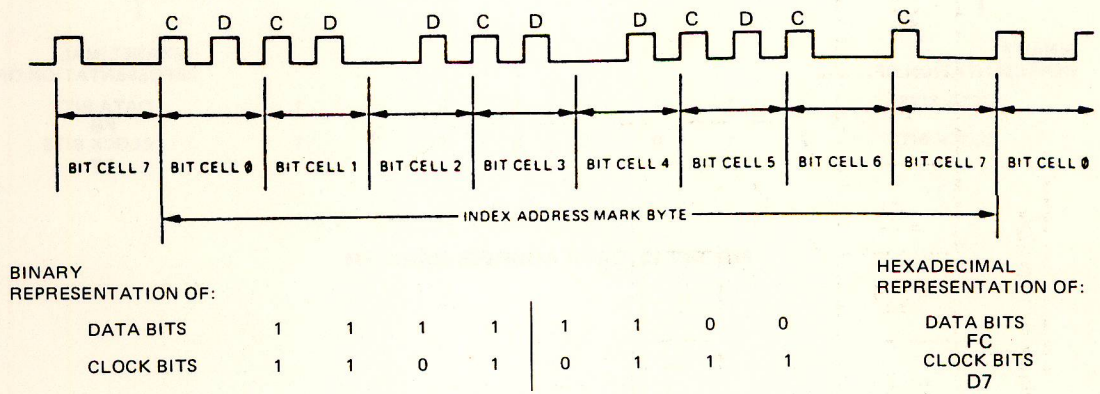 C D C D D C D D C D C C
BIT CELL 7 BIT CELL 0 BIT CELL 1 BIT CELL 2 BIT CELL 3 BIT CELL 4 BIT CELL 5 BIT CELL 6 BIT CELL 7 BIT CELL 0
INDEX ADDRESS MARK BYTE
BINARY
REPRESENTATION OF:
HEXADECIMAL
REPRESENTATION OF:
DATA BITS 1 1 1 1 1 1 0 0 DATA BITS
FC
CLOCK BITS 1 1 0 1 0 1 1 1 CLOCK BITS
D7